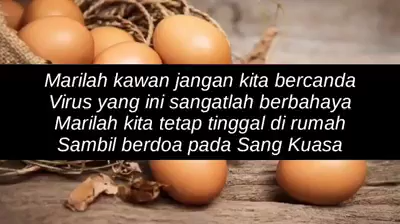 Marilah kawan jangan kita bercanda
Virus yang ini sangatlah berbahaya
Marilah kita tetap tinggal di rumah
Sambil berdoa pada Sang Kuasa